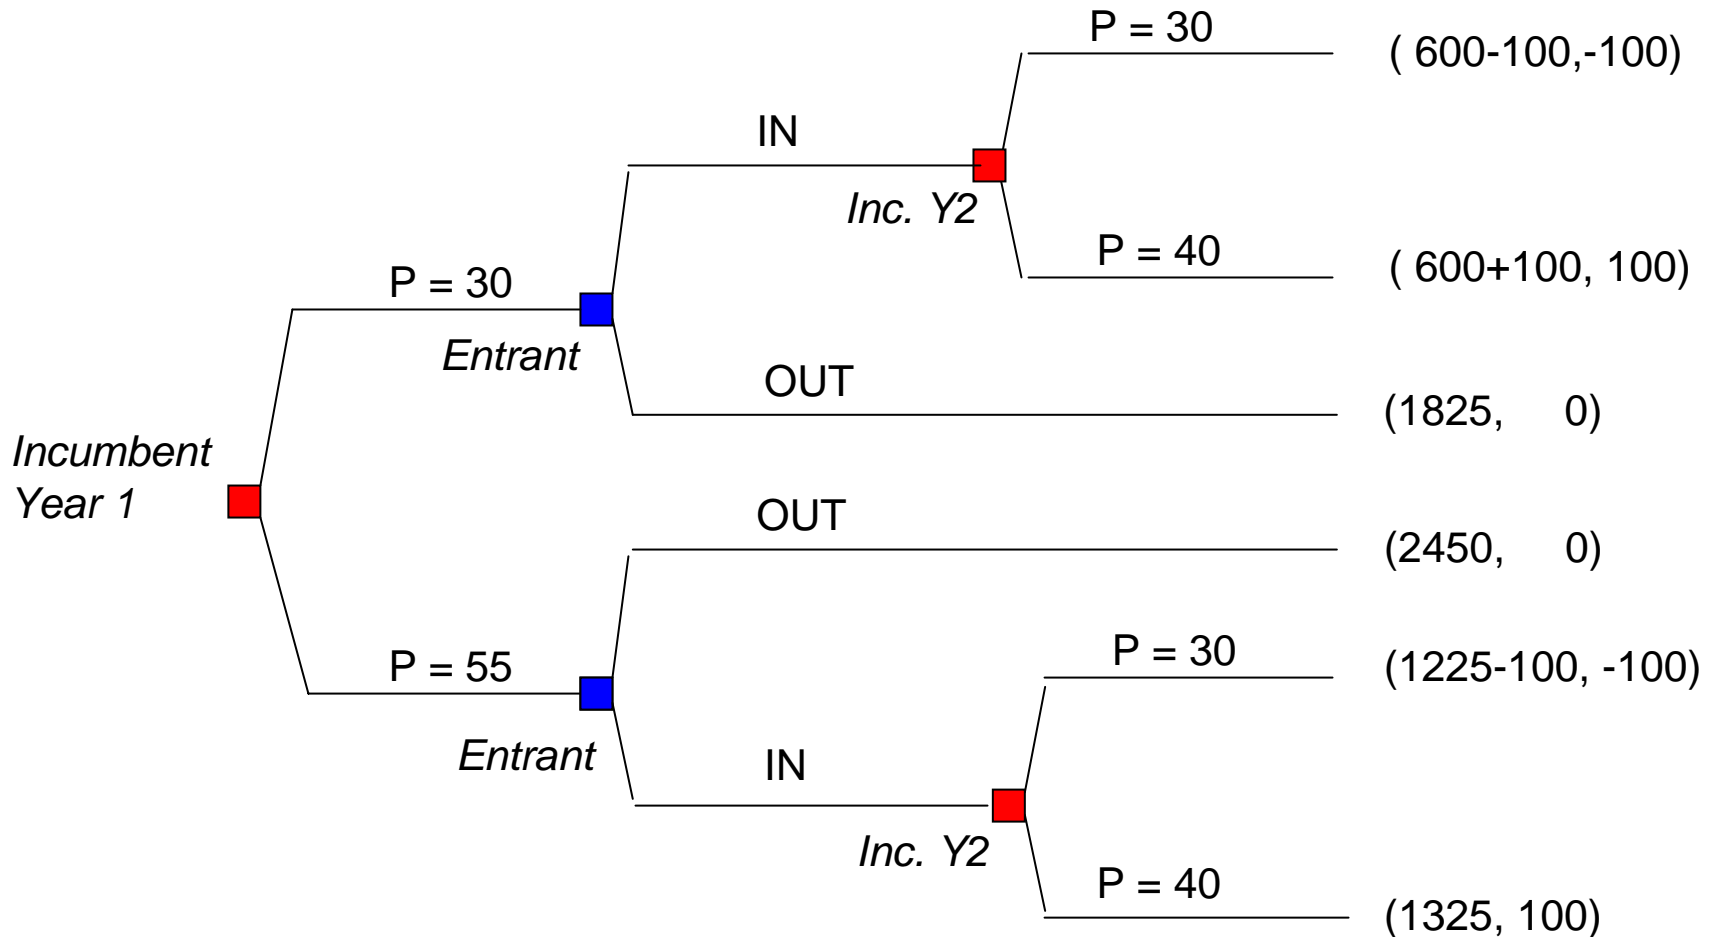 P = 30
( 600-100,-100)
IN
Inc. Y2
P = 40
( 600+100, 100)
P = 30
Entrant
OUT
(1825, 0)
Incumbent
Year 1
OUT
(2450, 0)
P = 30
(1225-100, -100)
P = 55
Entrant
IN
Inc. Y2
P = 40
(1325, 100)